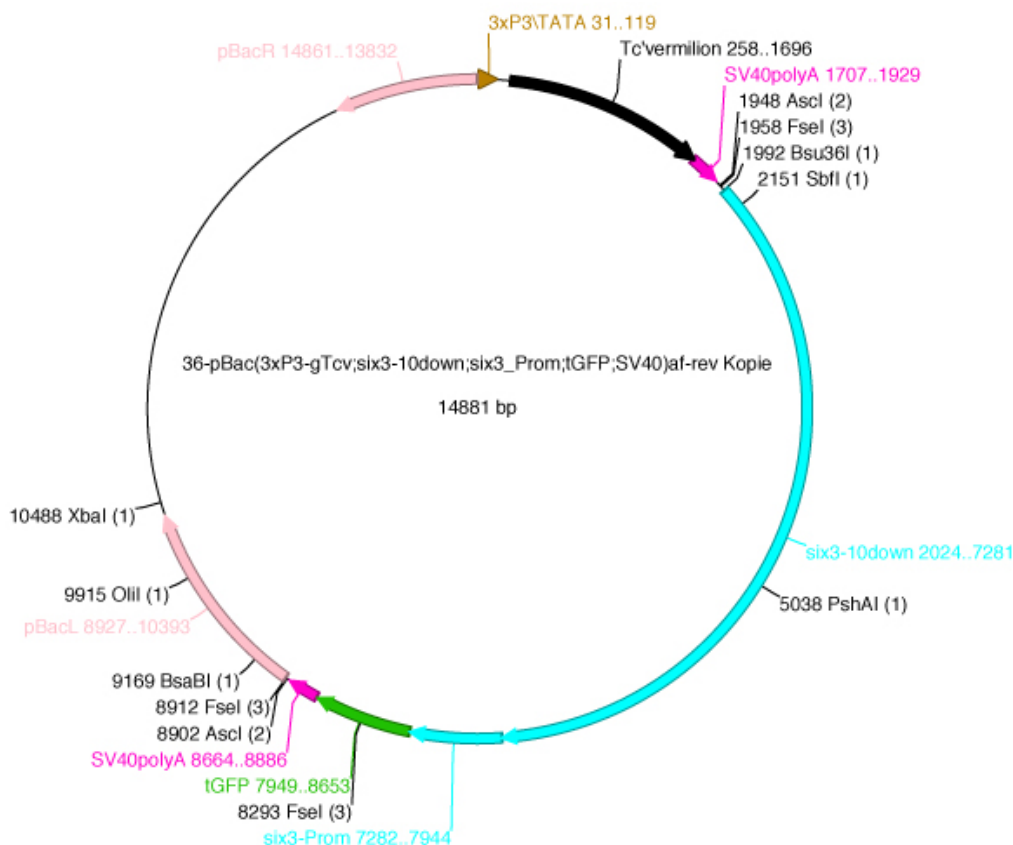 3xP3\TATA 31..119
pBacR 14861..13832
Tc'vermilion 258..1696
SV40polyA 1707..1929
1948 AscI (2)
1958 FseI (3)
1992 Bsu36I (1)
2151 SbfI (1)
36-pBac(3xP3-gTcv;six3-10down;six3_Prom;tGFP;SV40)af-rev Kopie
14881 bp
10488 XbaI (1)
six3-10down 2024..7281
9915 OliI (1)
5038 PshAI (1)
pBacL 8927..10393
9169 BsaBI (1)
8912 FseI (3)
8902 AscI (2)
SV40polyA 8664..8886
tGFP 7949..8653
8293 FseI (3)
six3-Prom 7282..7944